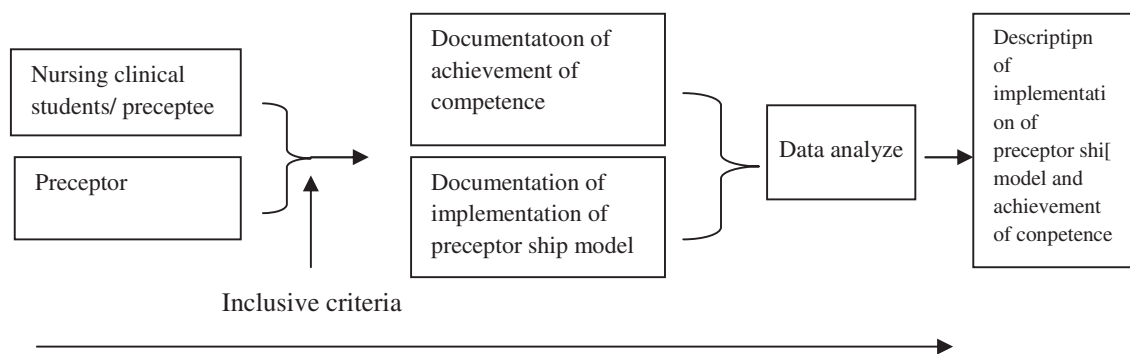 Nursing clinical
students/ preceptee
Preceptor
Inclusive criteria
Documentatoon of
achievement of
competence
Documentation of
implementation of
preceptor ship model
Data analyze
Descriptipn
of
implementati
on of
preceptor shi[
model and
achievement
of conpetence